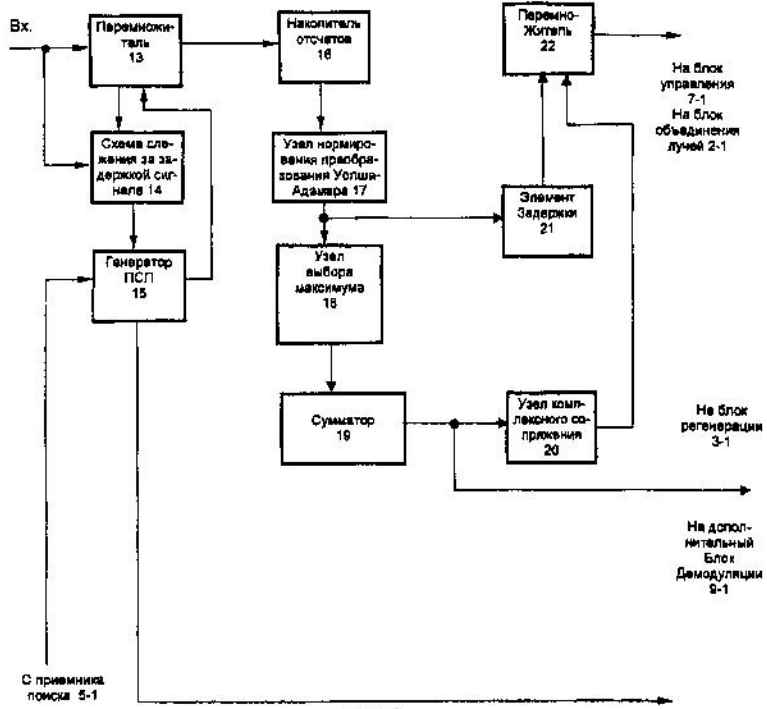 Вх.
Перемножи-
тель
13
Накопитель
отсчетов
16
Перемно-
Житель
22
На блок
управления
7-1
На блок
объединения
лучей 2-1
Схема сле-
жения за за-
держкой сиг-
нала 14
Узел нормиро-
вания преобра-
зования Уолша-
Адамара 17
Элемент
Задержки
21
Генератор
ПСП
15
Узел
выбора
максимума
18
Сумматор
19
Узел комп-
лексного со-
пряжения
20
На блок
регенерации
3-1
На допол-
нительный
Блок
Демодуляции
9-1
С приемника
поиска 5-1